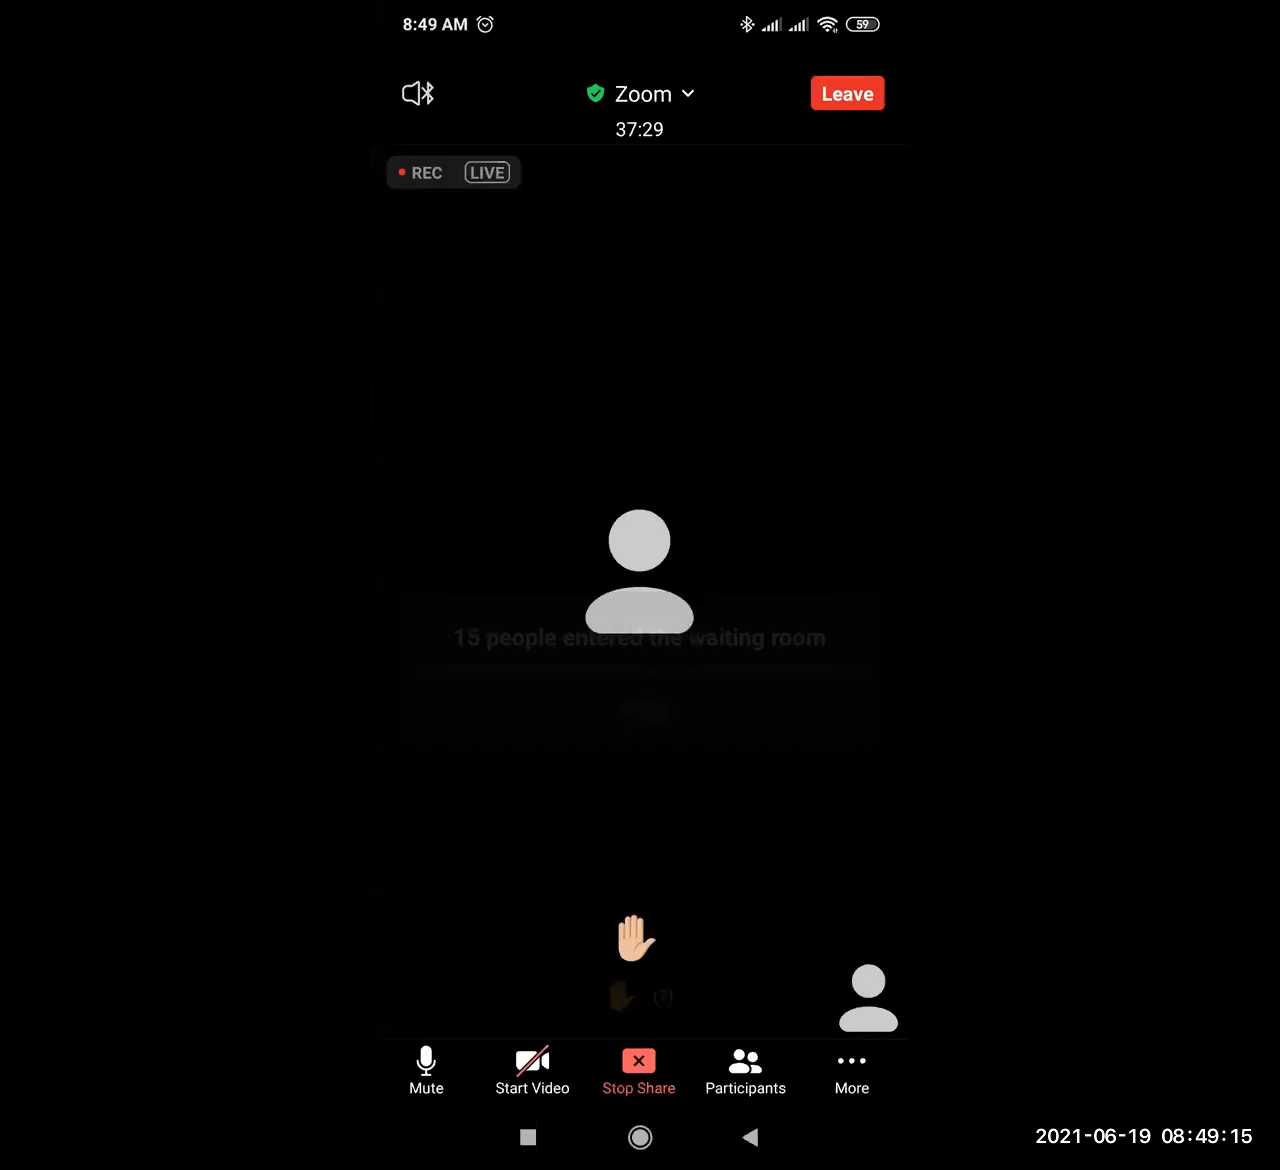 8:49 AM
59
Zoom
Leave
37:29
REC LIVE
15 people entered the waiting room
(7)
Mute
Start Video
Stop Share
Participants
More
2021-06-19 08:49:15